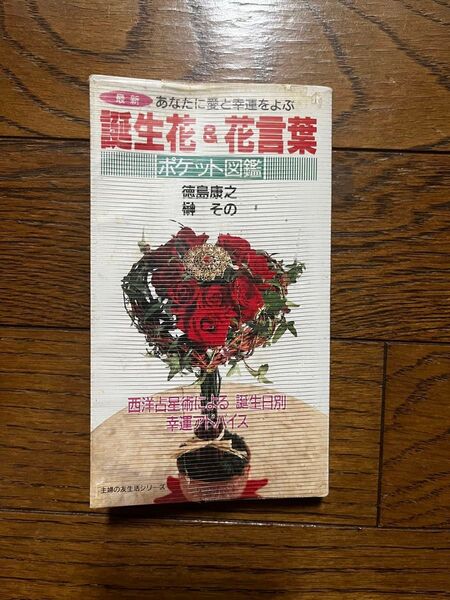 最新 あなたに愛と幸運をよぶ
誕生花&花言葉
ポケット図鑑
徳島康之
榊 その
西洋占星術による 誕生日別
幸運アドバイス
主婦の友生活シリーズ